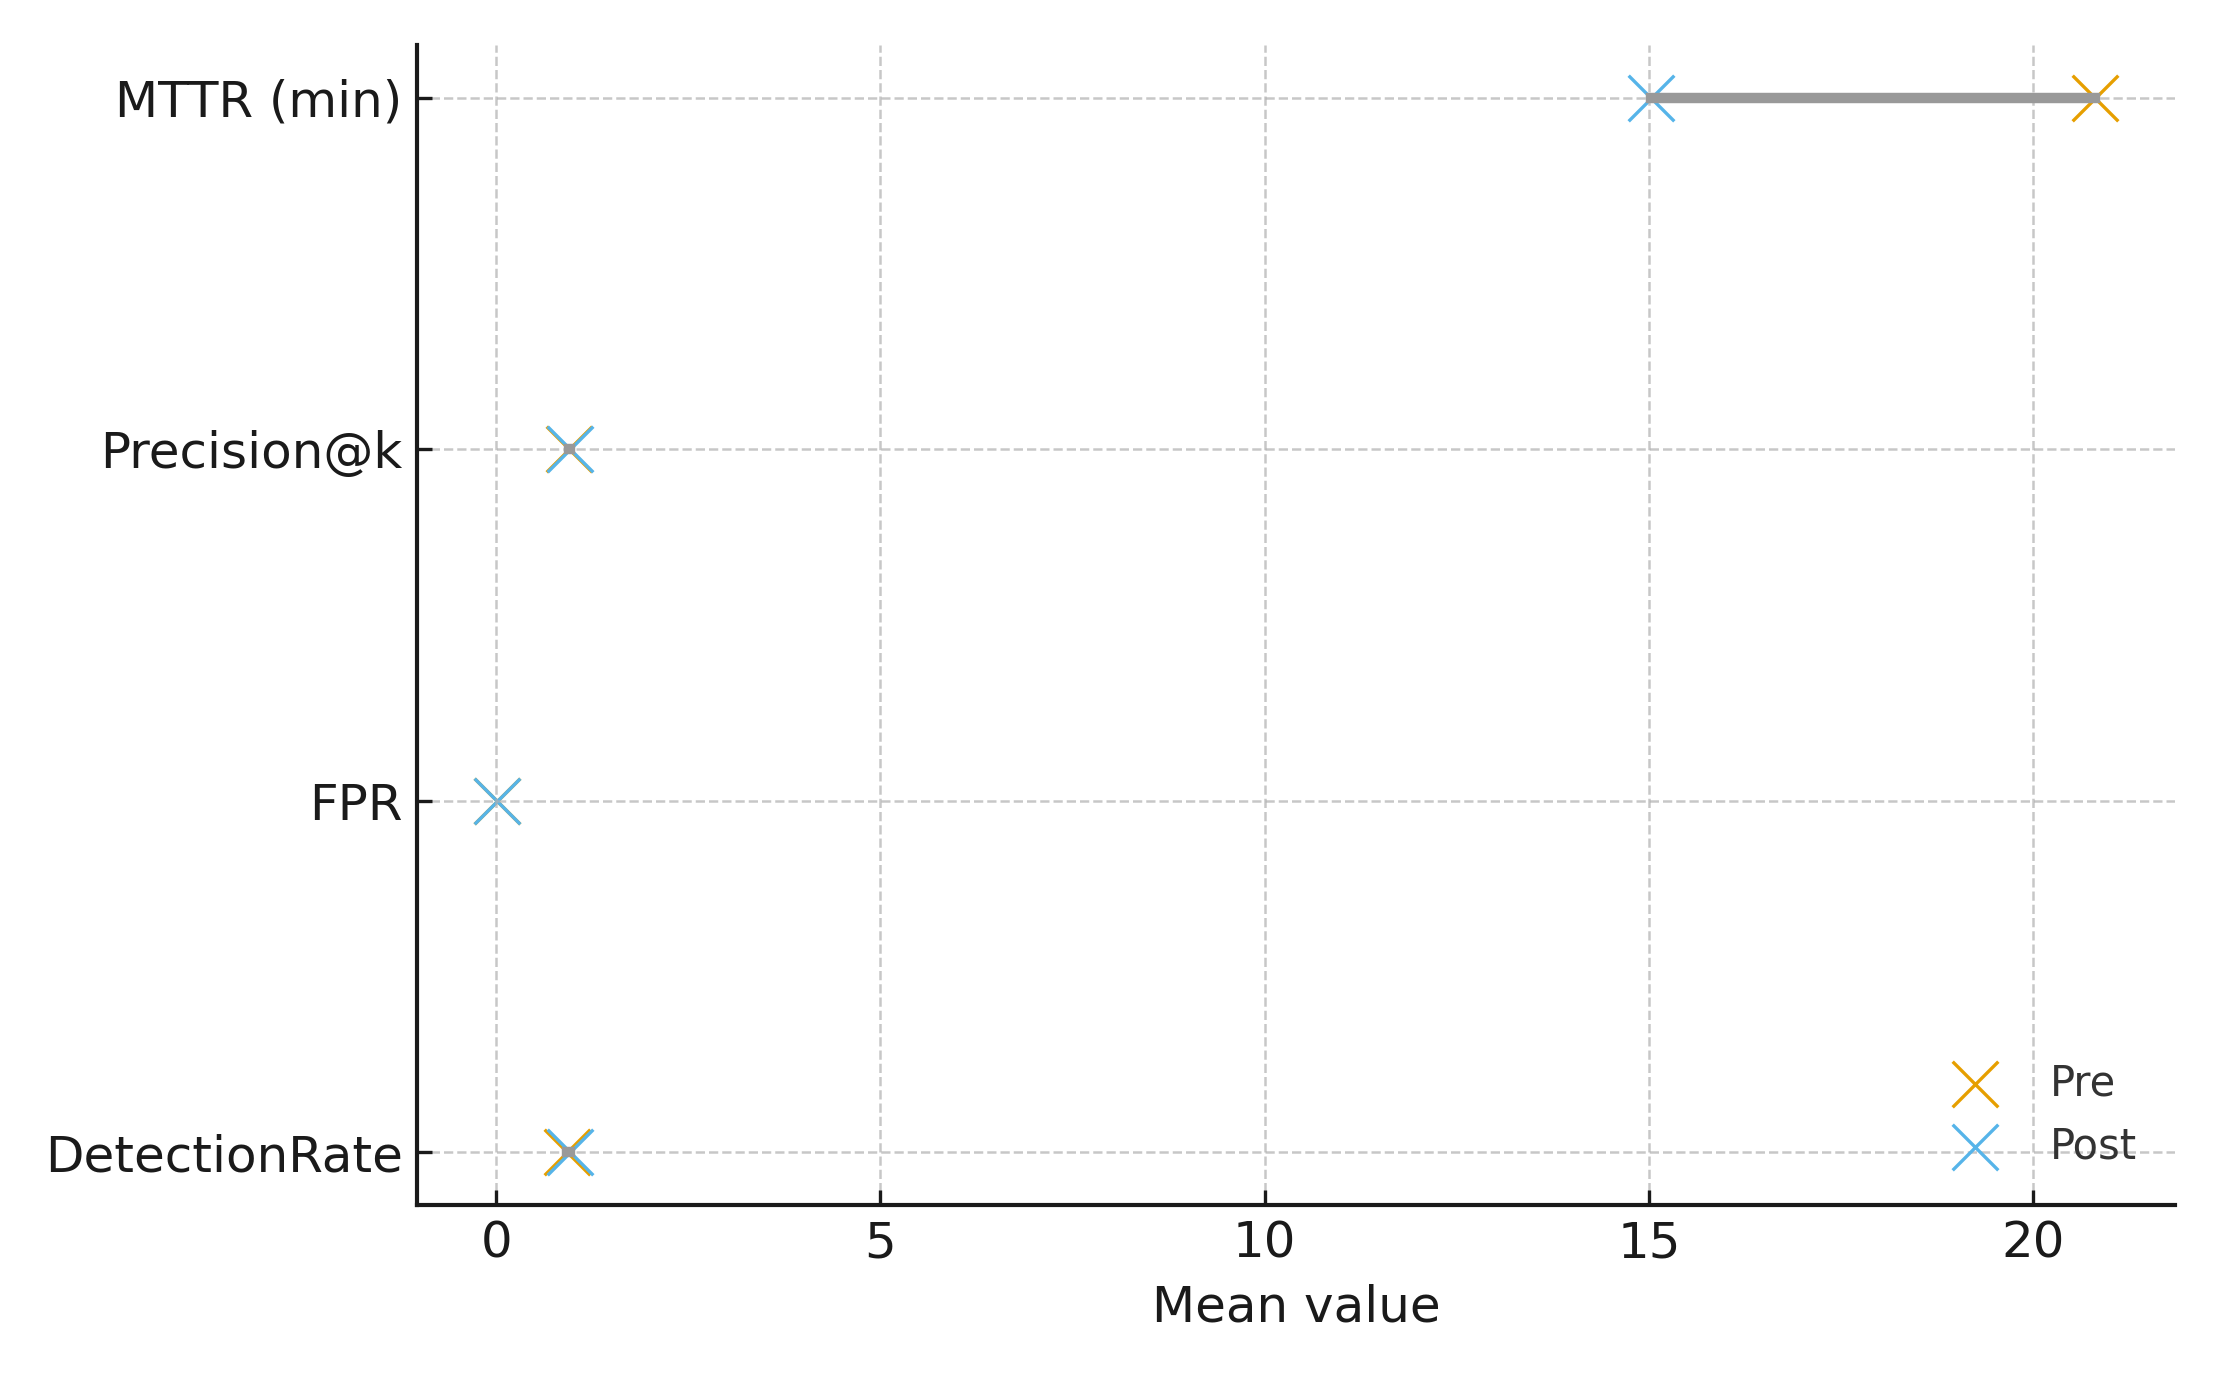 MTTR (min)
Precision@k
FPR
DetectionRate
Pre
Post
0 5 10 15 20
Mean value